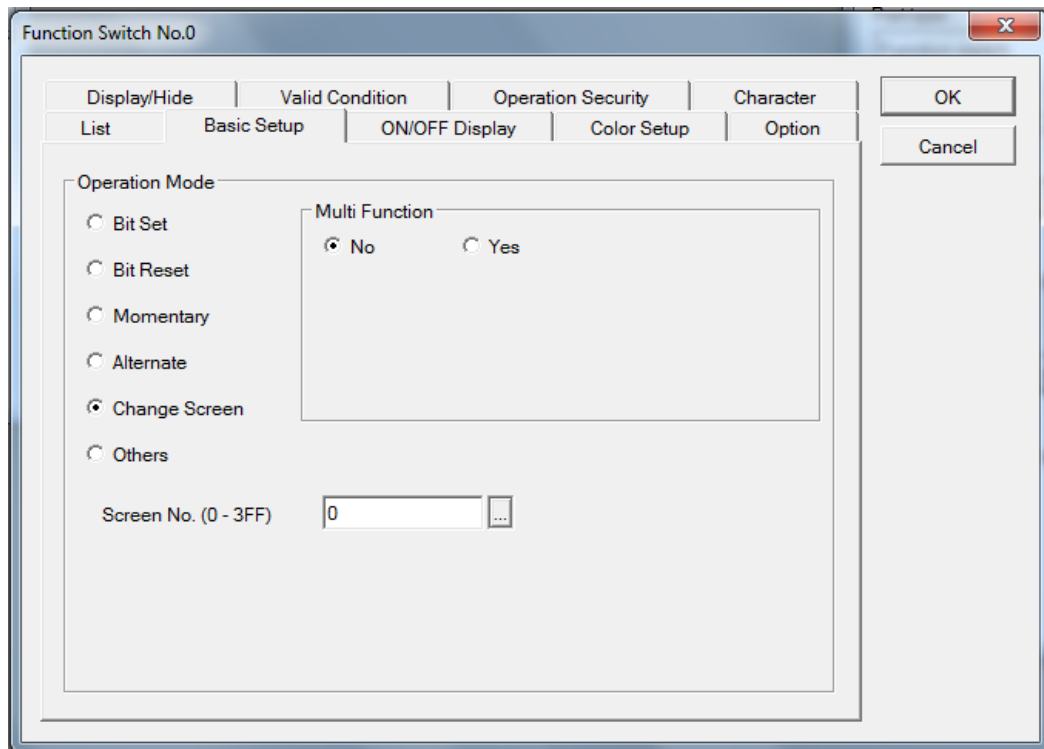 Function Switch No.0
Display/Hide Valid Condition Operation Security Character
List Basic Setup ON/OFF Display Color Setup Option
OK
Cancel
Operation Mode
Bit Set
Bit Reset
Momentary
Alternate
Change Screen
Others
Multi Function
No Yes
Screen No. (0 - 3FF) 0 ...